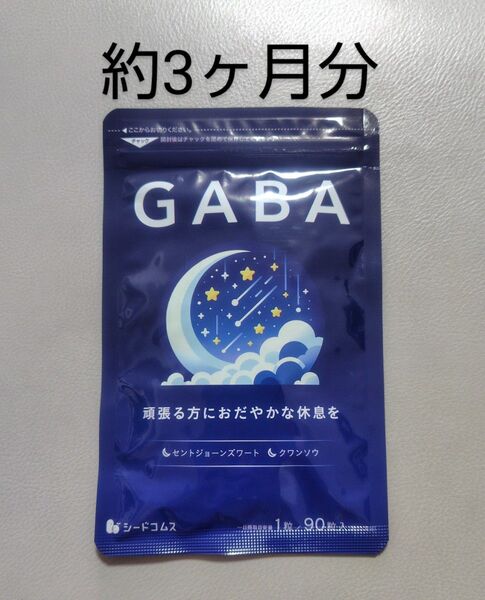 約3ヶ月分
ここからお切りください。
チャック
GABA
頑張る方におだやかな休息を
セントジョーンズワート クワンソウ
シードコムス
1粒／90粒入